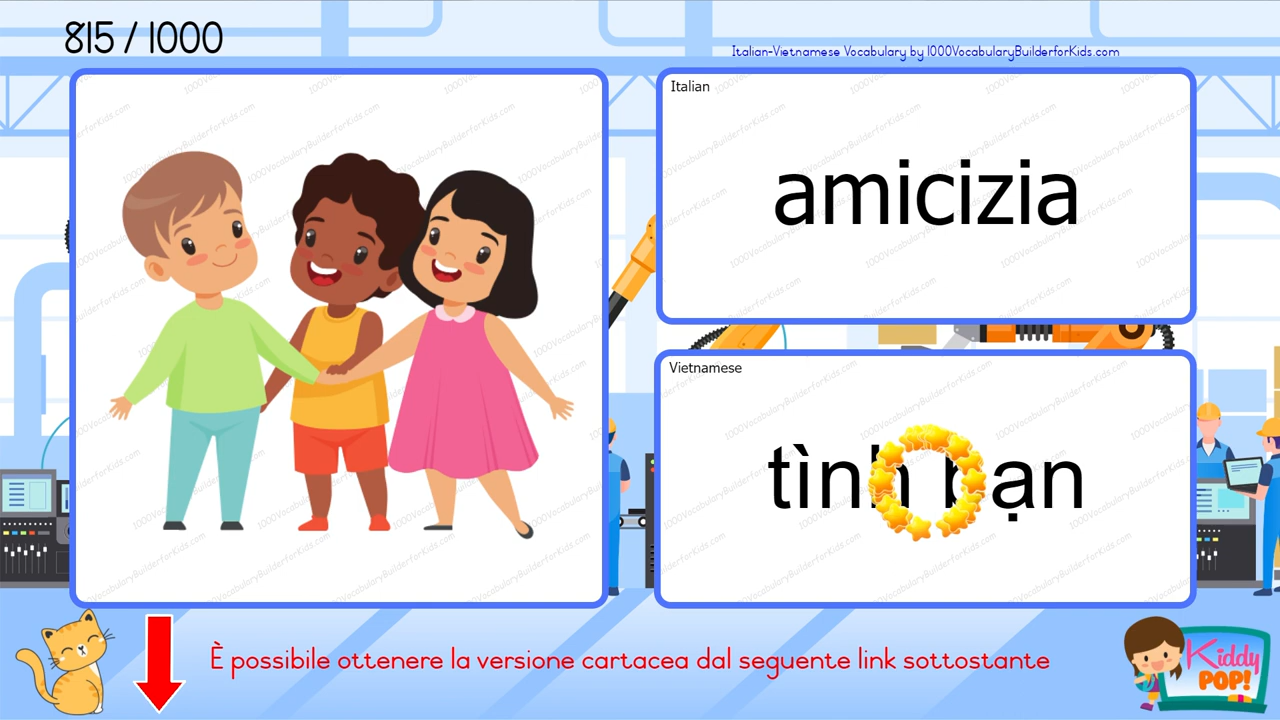 815 / 1000
Italian-Vietnamese Vocabulary by 1000VocabularyBuilderforKids.com
Italian
amicizia
Vietnamese
tình bạn
È possibile ottenere la versione cartacea dal seguente link sottostante
Kiddy
POP!